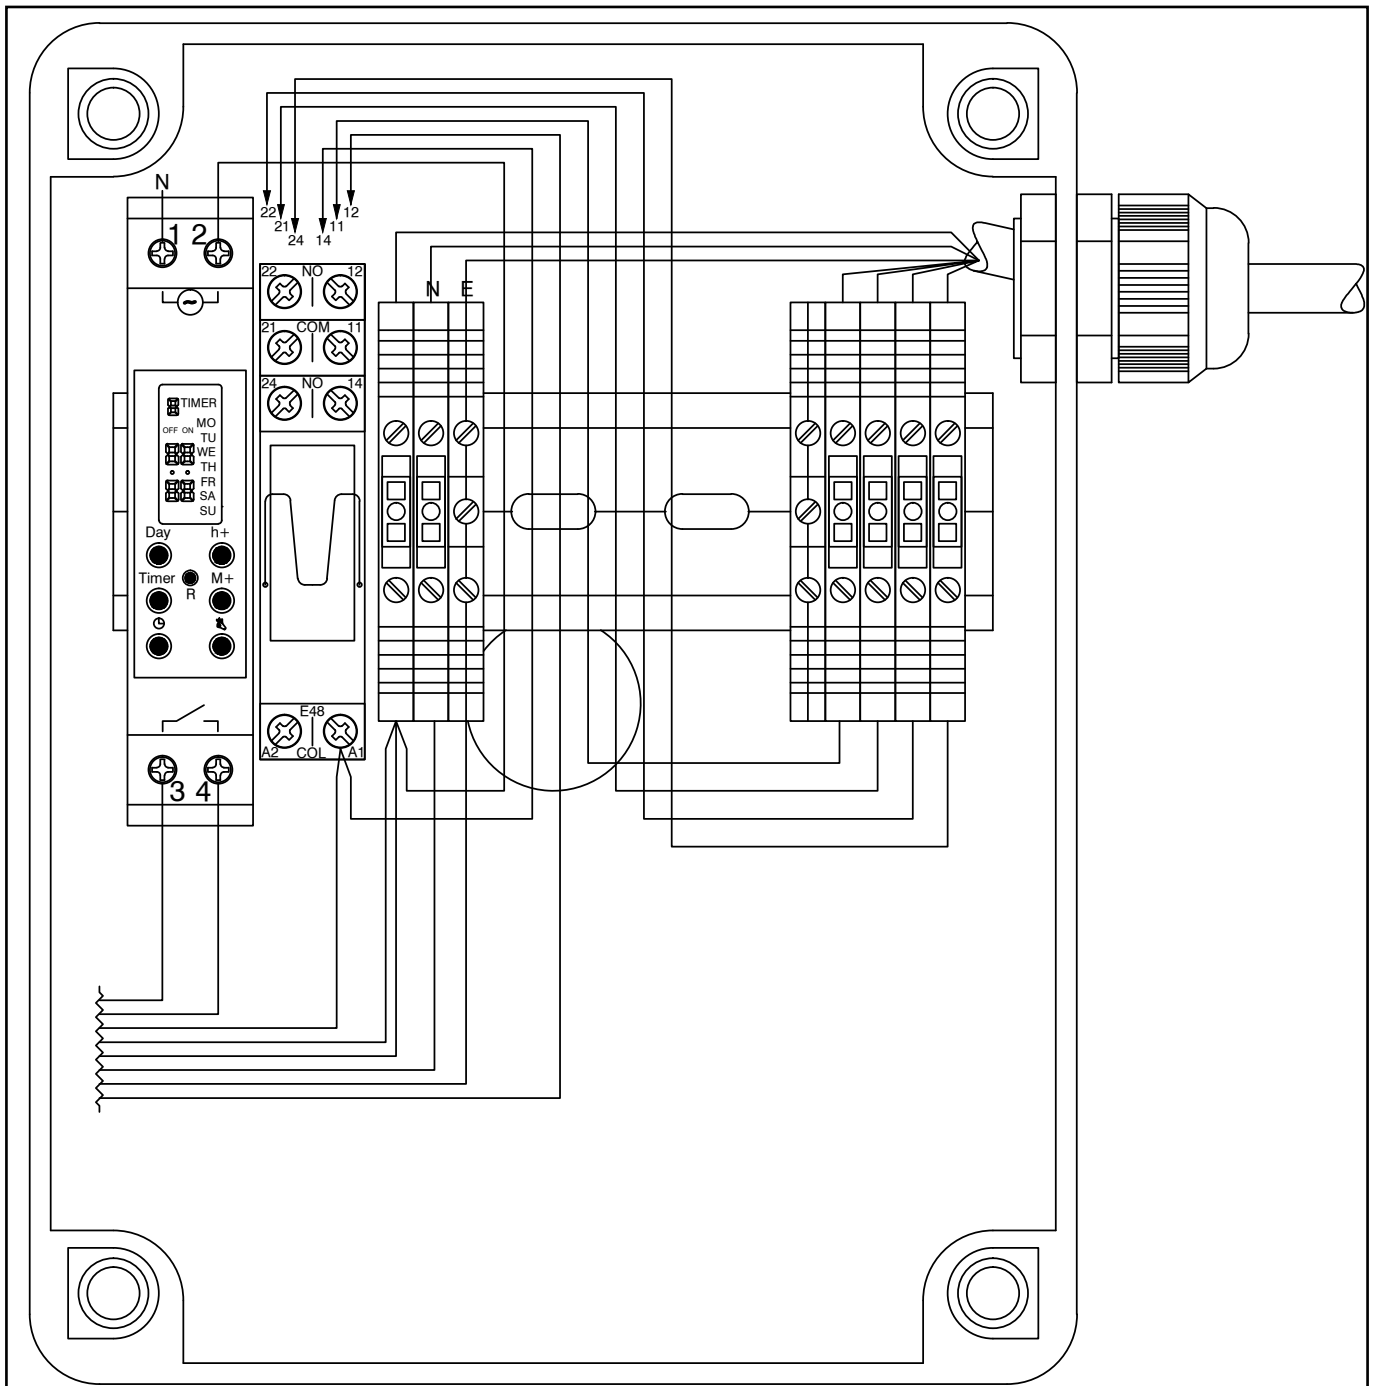 N
1 2
22
21
24
14
11
12
22 NO 12
21 COM 11
24 NO 14
N E
TIMER
OFF ON
MO
TU
WE
TH
FR
SA
SU
Day h+
Timer M+
R
E48
A2 COL A1
3 4